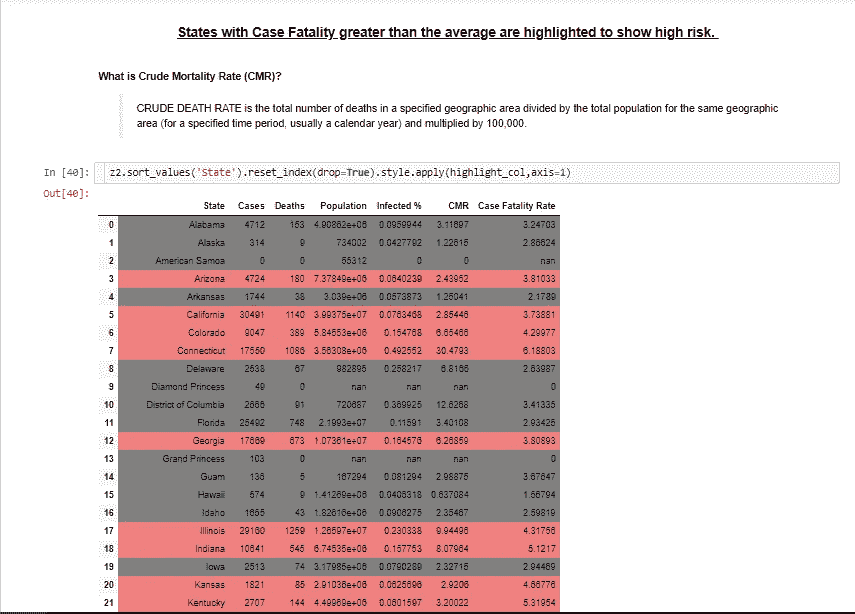 States with Case Fatality greater than the average are highlighted to show high risk.
What is Crude Mortality Rate (CMR)?
CRUDE DEATH RATE is the total number of deaths in a specified geographic area divided by the total population for the same geographic
area (for a specified time period, usually a calendar year) and multiplied by 100,000.
In [40]: z2.sort_values('State').reset_index(drop=True).style.apply(highlight_col,axis=1)
Out[40]:
State Cases Deaths Population Infected % CMR Case Fatality Rate
0 Alabama 4712 153 4.90362e+06 0.0959944 3.11697 3.24703
1 Alaska 314 9 734002 0.0427792 1.22615 2.86624
2 American Samoa 0 0 55312 0 0 nan
3 Arizona 4724 180 7.37849e+06 0.0640239 2.43952 3.81033
4 Arkansas 1744 38 3.039e+06 0.0573873 1.25041 2.1789
5 California 30491 1140 3.99375e+07 0.0763468 2.85446 3.73881
6 Colorado 9047 389 5.84563e+06 0.154768 6.65466 4.29977
7 Connecticut 17550 1086 3.56308e+06 0.492552 30.4793 6.18803
8 Delaware 2538 67 982895 0.258217 6.8166 2.63987
9 Diamond Princess 49 0 nan nan nan 0
10 District of Columbia 2666 91 720687 0.369925 12.6268 3.41335
11 Florida 25492 748 2.1993e+07 0.11591 3.40108 2.93425
12 Georgia 17669 673 1.07361e+07 0.164576 6.26859 3.80893
13 Grand Princess 103 0 nan nan nan 0
14 Guam 136 5 167294 0.081294 2.98875 3.67647
15 Hawaii 574 9 1.41269e+06 0.0406318 0.637084 1.56794
16 Idaho 1655 43 1.82616e+06 0.0906275 2.35467 2.59819
17 Illinois 29160 1259 1.26597e+07 0.230338 9.94496 4.31756
18 Indiana 10641 545 6.74535e+06 0.157753 8.07964 5.1217
19 Iowa 2513 74 3.17985e+06 0.0790289 2.32715 2.94469
20 Kansas 1821 85 2.91036e+06 0.0625696 2.9206 4.66776
21 Kentucky 2707 144 4.49969e+06 0.0601597 3.20022 5.31954